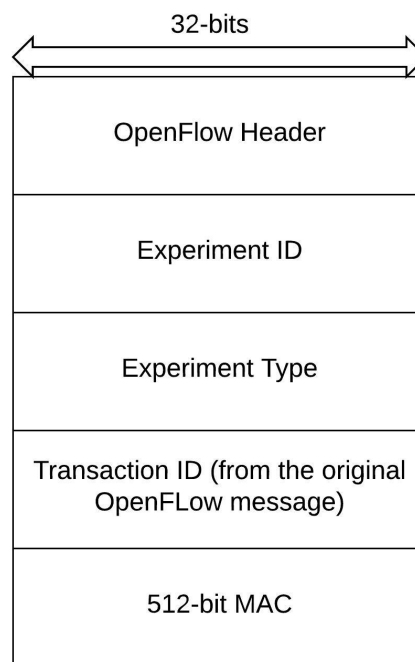 32-bits
OpenFlow Header
Experiment ID
Experiment Type
Transaction ID (from the original
OpenFLow message)
512-bit MAC